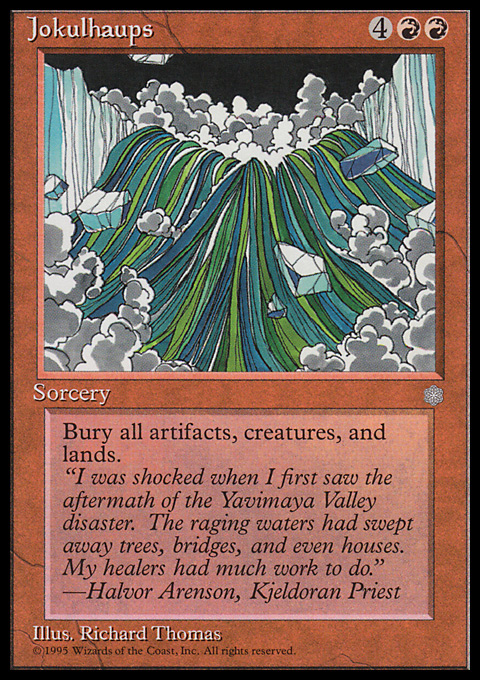 Jokulhaups 4
Sorcery
Bury all artifacts, creatures, and
lands.
“I was shocked when I first saw the
aftermath of the Yavimaya Valley
disaster. The raging waters had swept
away trees, bridges, and even houses.
My healers had much work to do.”
—Halvor Arenson, Kjeldoran Priest
Illus. Richard Thomas
©1995 Wizards of the Coast, Inc. All rights reserved.